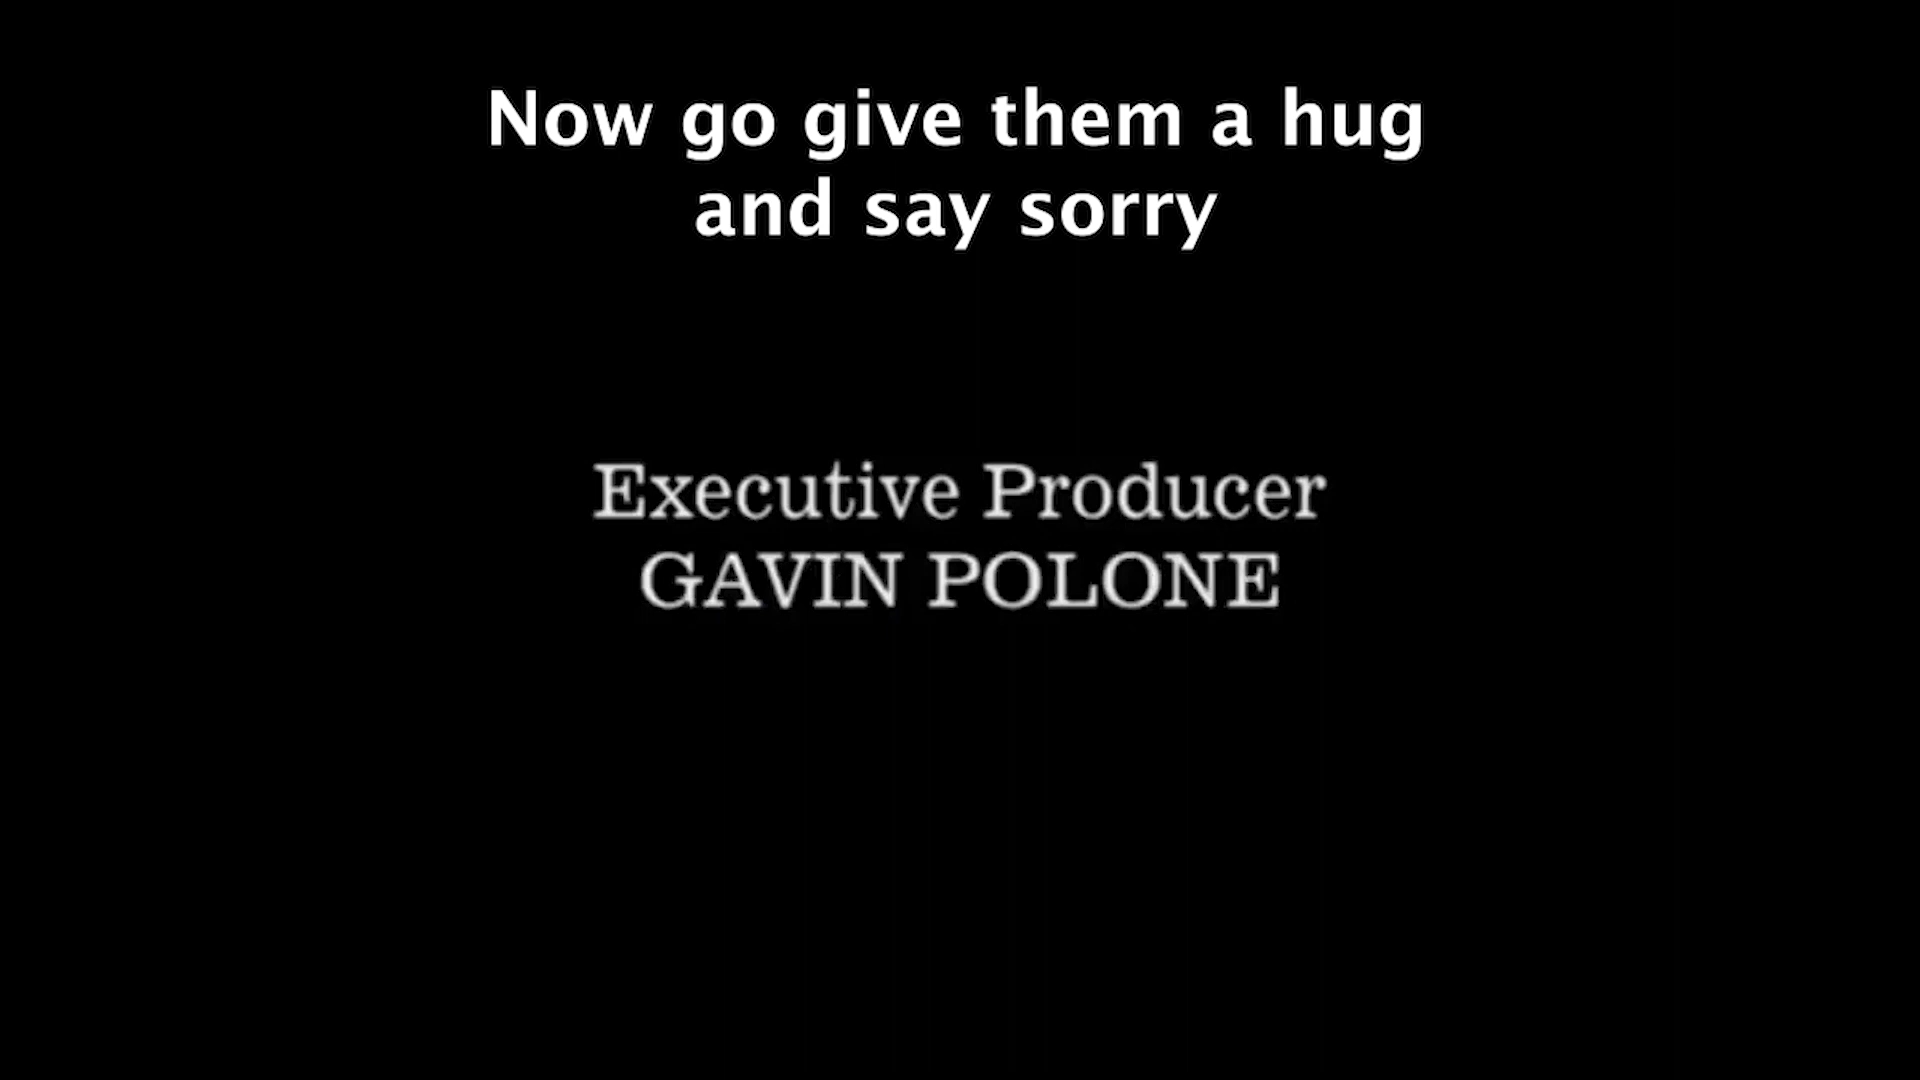 Now go give them a hug
and say sorry
Executive Producer
GAVIN POLONE